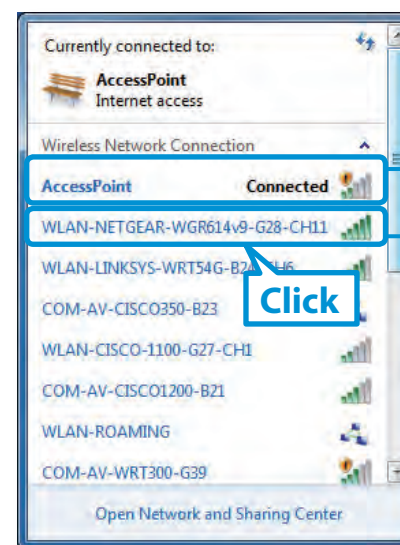 Currently connected to:
AccessPoint
Internet access
Wireless Network Connection
AccessPoint Connected
WLAN-NETGEAR-WGR614v9-G28-CH11
WLAN-LINKSYS-WRT54G-B24 H6
Click
COM-AV-CISCO350-B23
WLAN-CISCO-1100-G27-CH1
COM-AV-CISCO1200-B21
WLAN-ROAMING
COM-AV-WRT300-G39
Open Network and Sharing Center